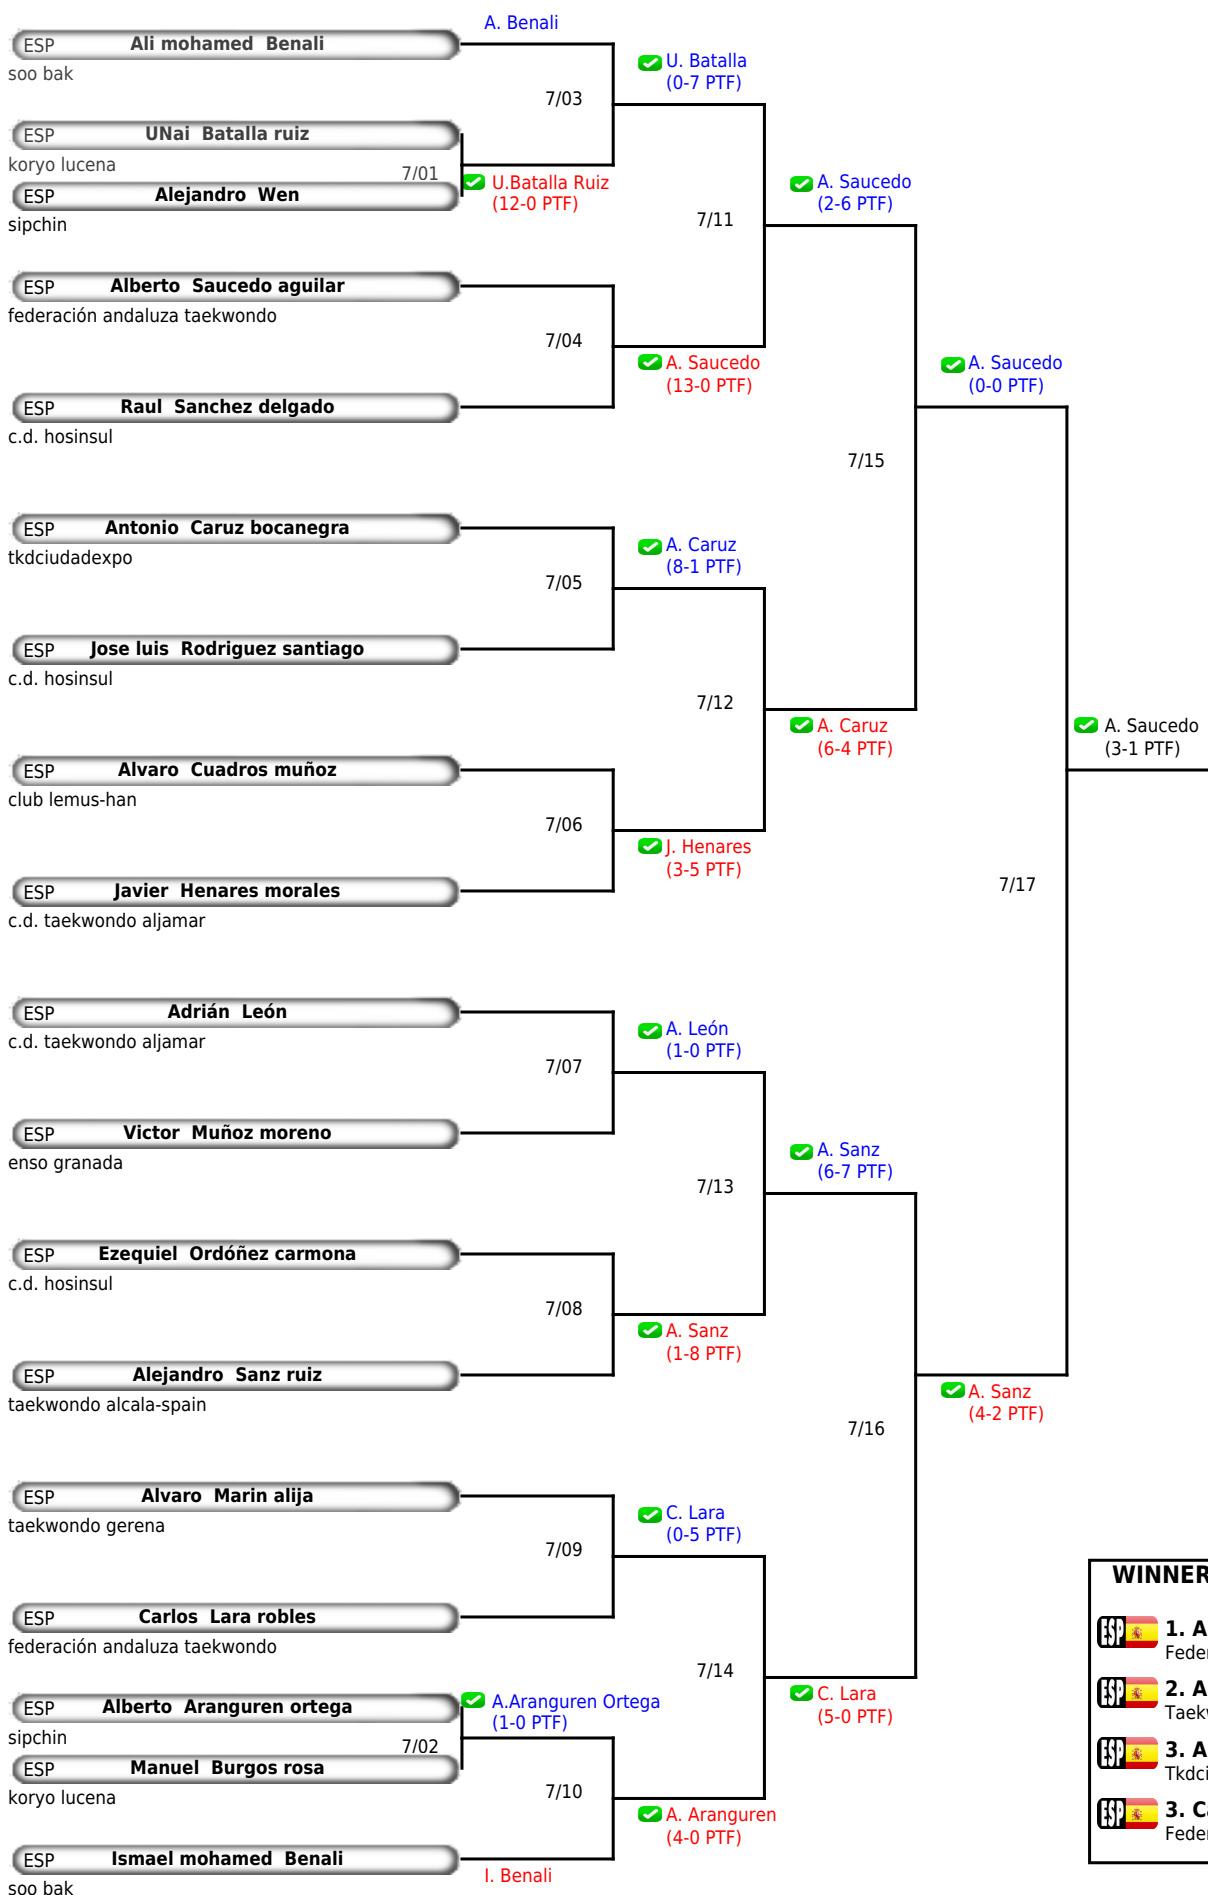 A. Benali
ESP Ali mohamed Benali
soo bak
U. Batalla
(0-7 PTF)
7/03
ESP UNai Batalla ruiz
koryo lucena
7/01
ESP Alejandro Wen
sipchin
U.Batalla Ruiz
(12-0 PTF)
A. Saucedo
(2-6 PTF)
7/11
ESP Alberto Saucedo aguilar
federación andaluza taekwondo
7/04
A. Saucedo
(13-0 PTF)
A. Saucedo
(0-0 PTF)
ESP Raul Sanchez delgado
c.d. hosinsul
7/15
ESP Antonio Caruz bocanegra
tkdciudadexpo
A. Caruz
(8-1 PTF)
7/05
ESP Jose luis Rodriguez santiago
c.d. hosinsul
7/12
A. Caruz
(6-4 PTF)
A. Saucedo
(3-1 PTF)
ESP Alvaro Cuadros muñoz
club lemus-han
7/06
J. Henares
(3-5 PTF)
7/17
ESP Javier Henares morales
c.d. taekwondo aljamar
ESP Adrián León
c.d. taekwondo aljamar
A. León
(1-0 PTF)
7/07
ESP Victor Muñoz moreno
enso granada
A. Sanz
(6-7 PTF)
7/13
ESP Ezequiel Ordóñez carmona
c.d. hosinsul
7/08
A. Sanz
(1-8 PTF)
ESP Alejandro Sanz ruiz
taekwondo alcala-spain
A. Sanz
(4-2 PTF)
7/16
ESP Alvaro Marin alija
taekwondo gerena
C. Lara
(0-5 PTF)
7/09
ESP Carlos Lara robles
federación andaluza taekwondo
7/14
ESP Alberto Aranguren ortega
sipchin
A.Aranguren Ortega
(1-0 PTF)
C. Lara
(5-0 PTF)
7/02
ESP Manuel Burgos rosa
koryo lucena
7/10
A. Aranguren
(4-0 PTF)
ESP Ismael mohamed Benali
soo bak
I. Benali
WINNER
ESP 1. A
Feder
ESP 2. A
Taekw
ESP 3. A
Tkdci
ESP 3. Ca
Feder